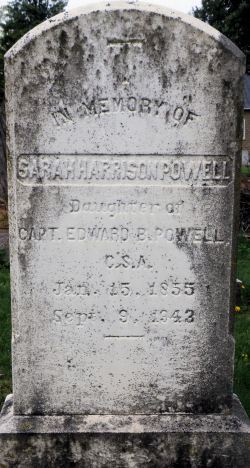 IN MEMORY OF
SARAH HARRISON POWELL
Daughter of
CAPT. EDWARD B. POWELL,
C.S.A.
Jan. 15, 1855
Sept. 9, 1943